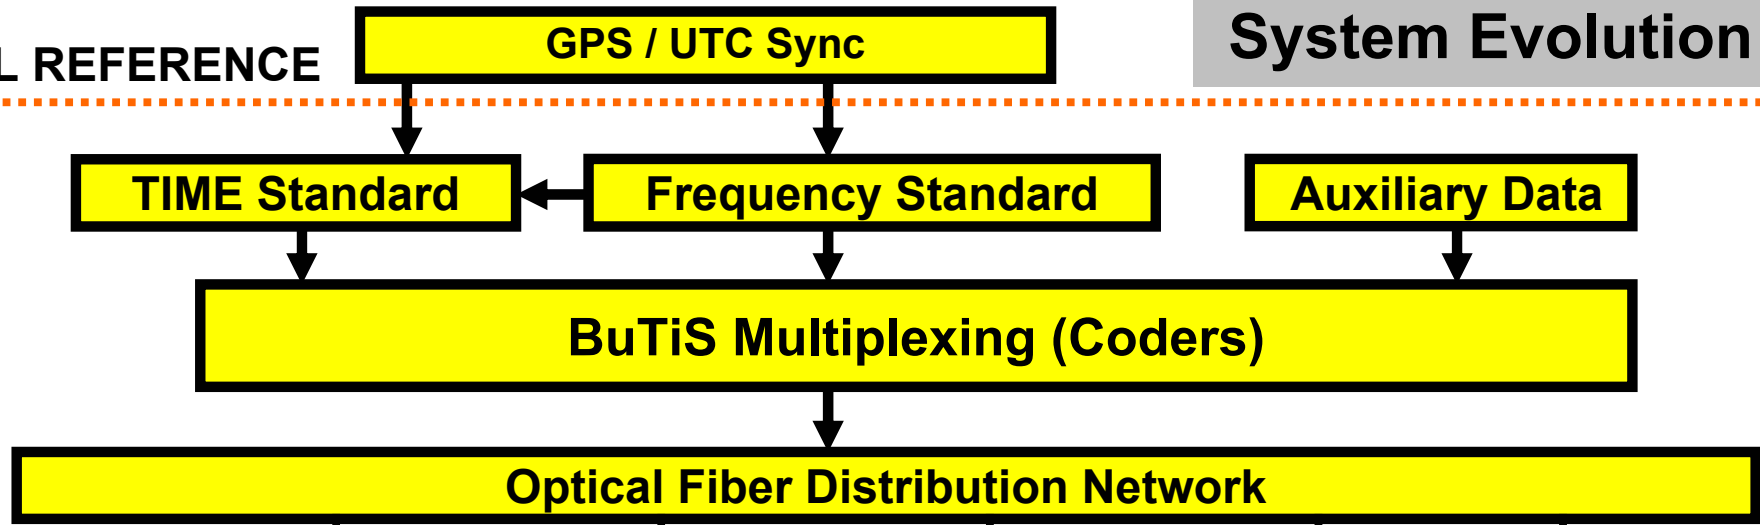 System Evolution
GPS / UTC Sync
L REFERENCE
TIME Standard
Frequency Standard
Auxiliary Data
BuTiS Multiplexing (Coders)
Optical Fiber Distribution Network